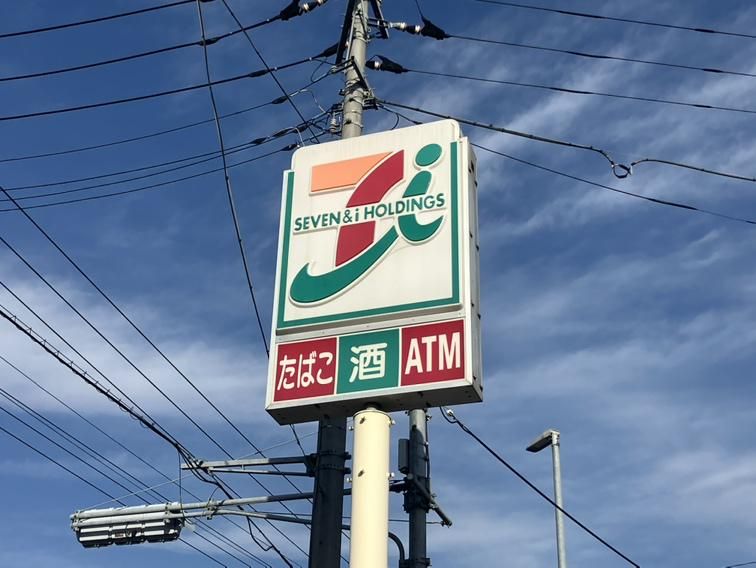 SEVEN&i HOLDINGS
たばこ 酒 ATM